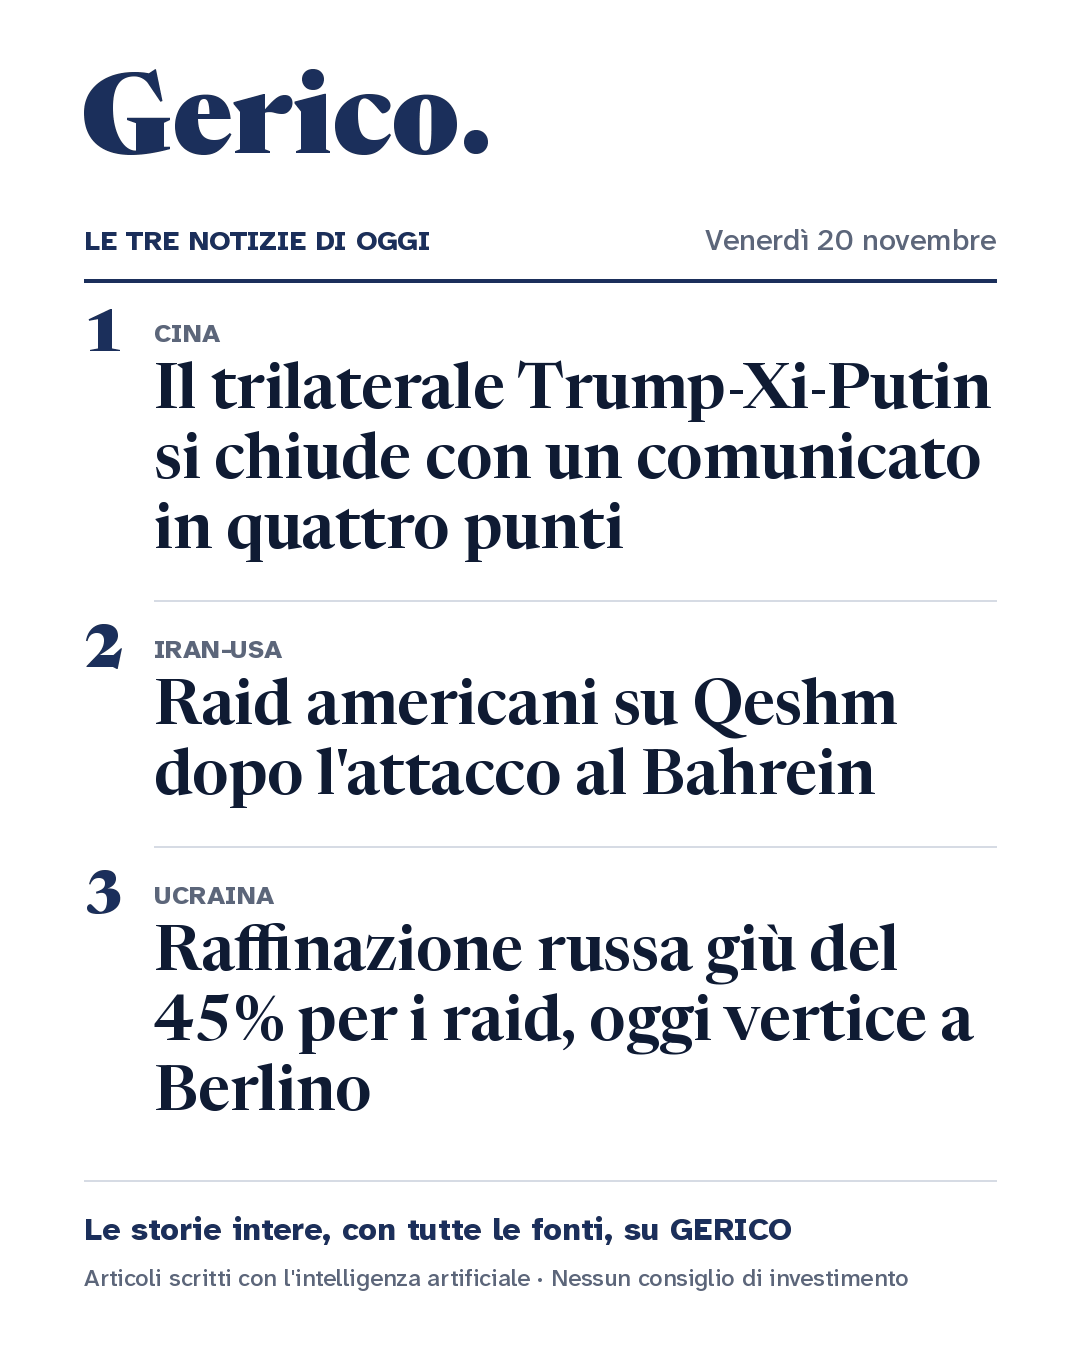 Gerico.
LE TRE NOTIZIE DI OGGI
Venerdì 20 novembre
1
CINA
Il trilaterale Trump-Xi-Putin
si chiude con un comunicato
in quattro punti
2
IRAN-USA
Raid americani su Qeshm
dopo l'attacco al Bahrein
3
UCRAINA
Raffinazione russa giù del
45% per i raid, oggi vertice a
Berlino
Le storie intere, con tutte le fonti, su GERICO
Articoli scritti con l'intelligenza artificiale · Nessun consiglio di investimento